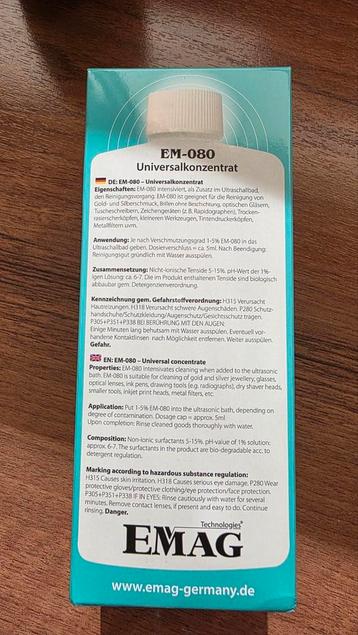 EM-080
Universalkonzentrat
DE: EM-080 – Universalkonzentrat
Eigenschaften: EM-080 intensiviert, als Zusatz im Ultraschallbad,
den Reinigungsvorgang. EM-080 ist geeignet für die Reinigung von
Gold- und Silberschmuck, Brillen ohne Beschichtung, optischen Gläsern,
Tuscheschreibern, Zeichengeräten (z.B. Rapidographen), Trocken-
rasierscherköpfen, kleineren Werkzeugen, Tintendruckerköpfen,
Metallfiltern uvm.
Anwendung: Je nach Verschmutzungsgrad 1-5% EM-080 in das
Ultraschallbad geben. Dosierverschluss = ca. 5ml. Nach Beendigung:
Reinigungsgut gründlich mit Wasser ausspülen.
Zusammensetzung: Nicht-ionische Tenside 5-15%, pH-Wert der 1%-
igen Lösung: ca. 6-7. Die im Produkt enthaltenen Tenside sind biologisch
abbaubar gem. Detergenzienverordnung.
Kennzeichnung gem. Gefahrstoffverordnung: H315 Verursacht
Hautreizungen. H318 Verursacht schwere Augenschäden. P280 Schutz-
handschuhe/Schutzkleidung/Augenschutz/Gesichtsschutz tragen.
P305+P351+P338 BEI BERÜHRUNG MIT DEN AUGEN:
Einige Minuten lang behutsam mit Wasser ausspülen. Eventuell vor-
handene Kontaktlinsen nach Möglichkeit entfernen. Weiter ausspülen.
Gefahr.
EN: EM-080 – Universal concentrate
Properties: EM-080 Intensivates cleaning when added to the ultrasonic
bath. EM-080 is suitable for cleaning of gold and silver jewellery, glasses,
optical lenses, ink pens, drawing tools (e.g. radiographs), dry shaver heads,
smaller tools, inkjet print heads, metal filters, etc.
Application: Put 1-5% EM-080 into the ultrasonic bath, depending on
degree of contamination. Dosage cap = approx. 5ml
Upon completion: Rinse cleaned goods thoroughly with water.
Composition: Non-ionic surfactants 5-15%, pH-value of 1% solution:
approx. 6-7. The surfactants in the product are bio-degradable acc. to
detergent regulation.
Marking according to hazardous substance regulation:
H315 Causes skin irritation. H318 Causes serious eye damage. P280 Wear
protective gloves/protective clothing/eye protection/face protection.
P305+P351+P338 IF IN EYES: Rinse cautiously with water for several
minutes. Remove contact lenses, if present and easy to do. Continue
rinsing. Danger.
Technologies®
EMAG
www.emag-germany.de